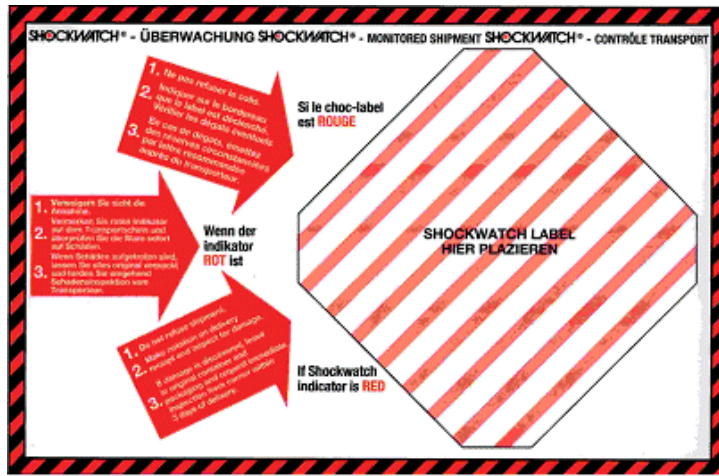 SHOCKWATCH® - ÜBERWACHUNG SHOCKWATCH® - MONITORED SHIPMENT SHOCKWATCH® - CONTRÔLE TRANSPORT
1. Ne pas refuser le colis.
2. Indiquer sur le bordereau
que le label est déclenché.
Vérifier les dégats éventuels
3. En cas de dégats, emettez
des réserves circonstanciées
par lettre recommandée
auprès du transporteur.
Si le choc-label
est ROUGE
1. Verweigern Sie nicht die
Annahme.
2. Vermerken Sie roten Indikator
auf dem Transportschein und
überprüfen Sie die Ware sofort
auf Schäden.
3. Wenn Schäden aufgetreten sind,
lassen Sie alles original verpackt
und fordern Sie umgehend
Schadensinspektion vom
Transporteur.
Wenn der
indikator
ROT ist
1. Do not refuse shipment.
2. Make notation on delivery
receipt and inspect for damage.
3. If damage is discovered, leave
in original container and
packaging and request immediate
inspection from carrier within
3 days of delivery.
If Shockwatch
indicator is RED
SHOCKWATCH LABEL
HIER PLAZIEREN